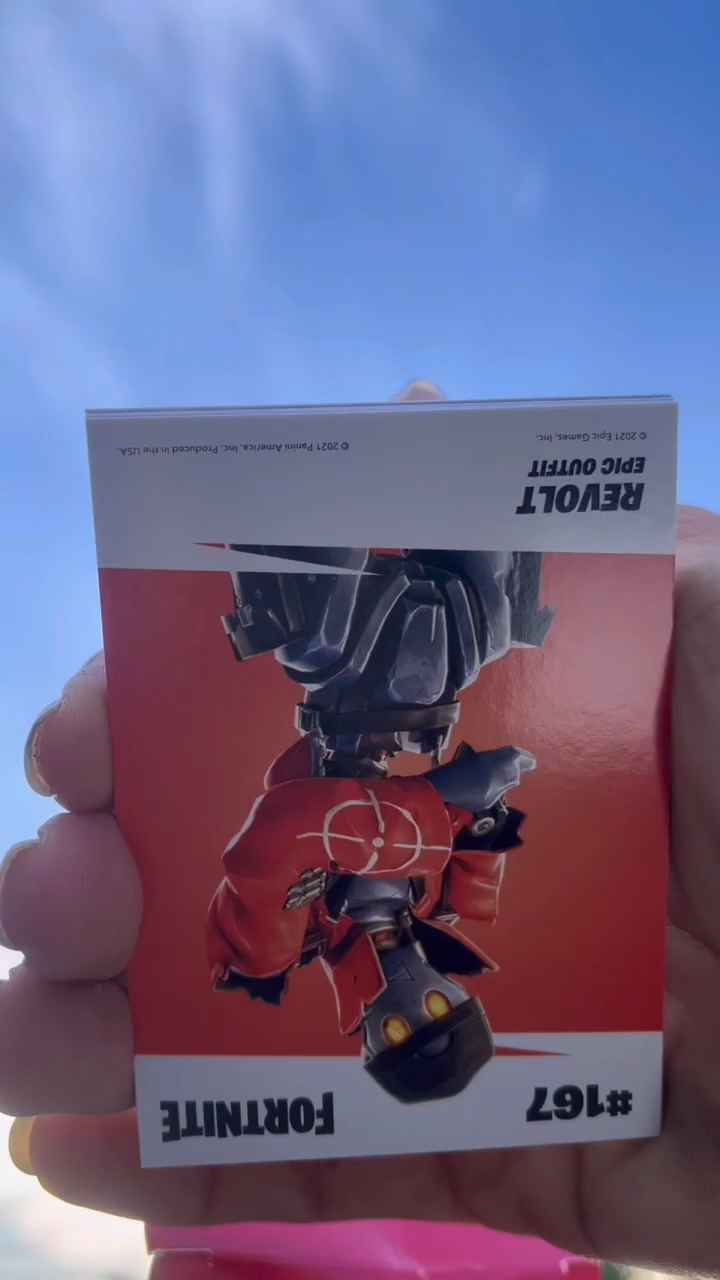 #167
FORTNITE
REVOLT
EPIC OUTFIT
© 2021 Epic Games, Inc.
© 2021 Panini America, Inc. Produced in the USA.